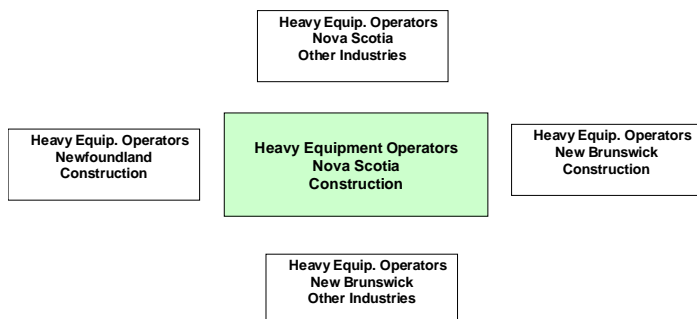 Heavy Equip. Operators
Nova Scotia
Other Industries
Heavy Equip. Operators
Newfoundland
Construction
Heavy Equipment Operators
Nova Scotia
Construction
Heavy Equip. Operators
New Brunswick
Construction
Heavy Equip. Operators
New Brunswick
Other Industries